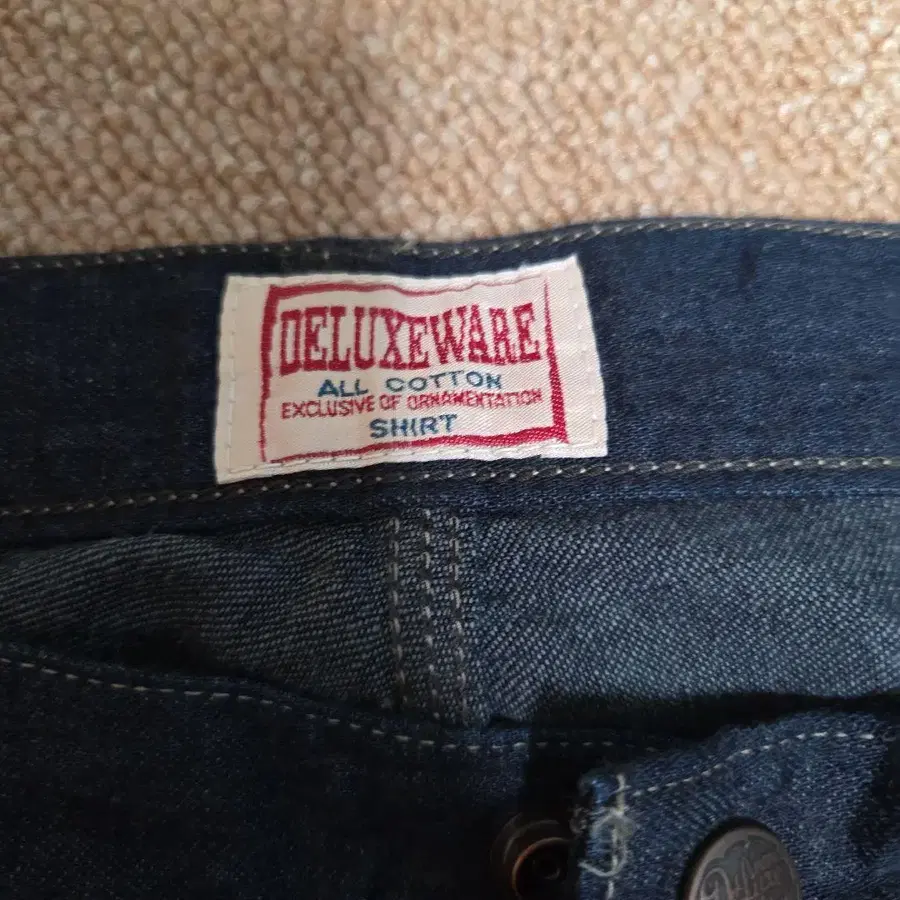 DELUXEWARE
ALL COTTON
EXCLUSIVE OF ORNAMENTATION
SHIRT